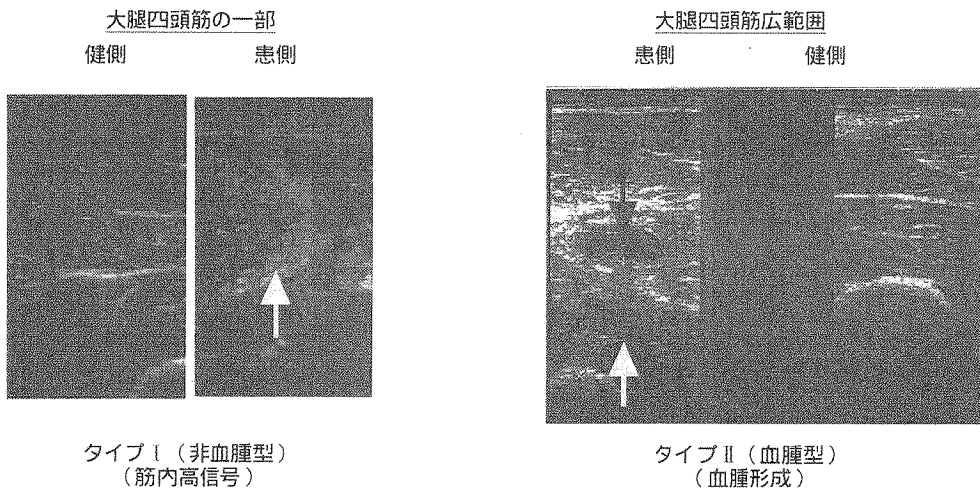 大腿四頭筋の一部
健側 患側
タイプⅠ（非血腫型）
（筋内高信号）
大腿四頭筋広範囲
患側 健側
タイプⅡ（血腫型）
（血腫形成）